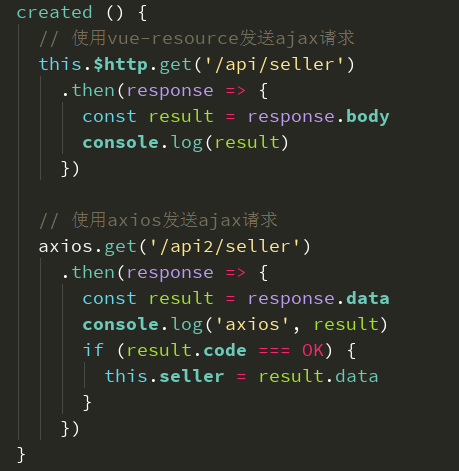 created () {
  // 使用vue-resource发送ajax请求
  this.$http.get('/api/seller')
    .then(response => {
      const result = response.body
      console.log(result)
    })

  // 使用axios发送ajax请求
  axios.get('/api2/seller')
    .then(response => {
      const result = response.data
      console.log('axios', result)
      if (result.code === OK) {
        this.seller = result.data
      }
    })
}